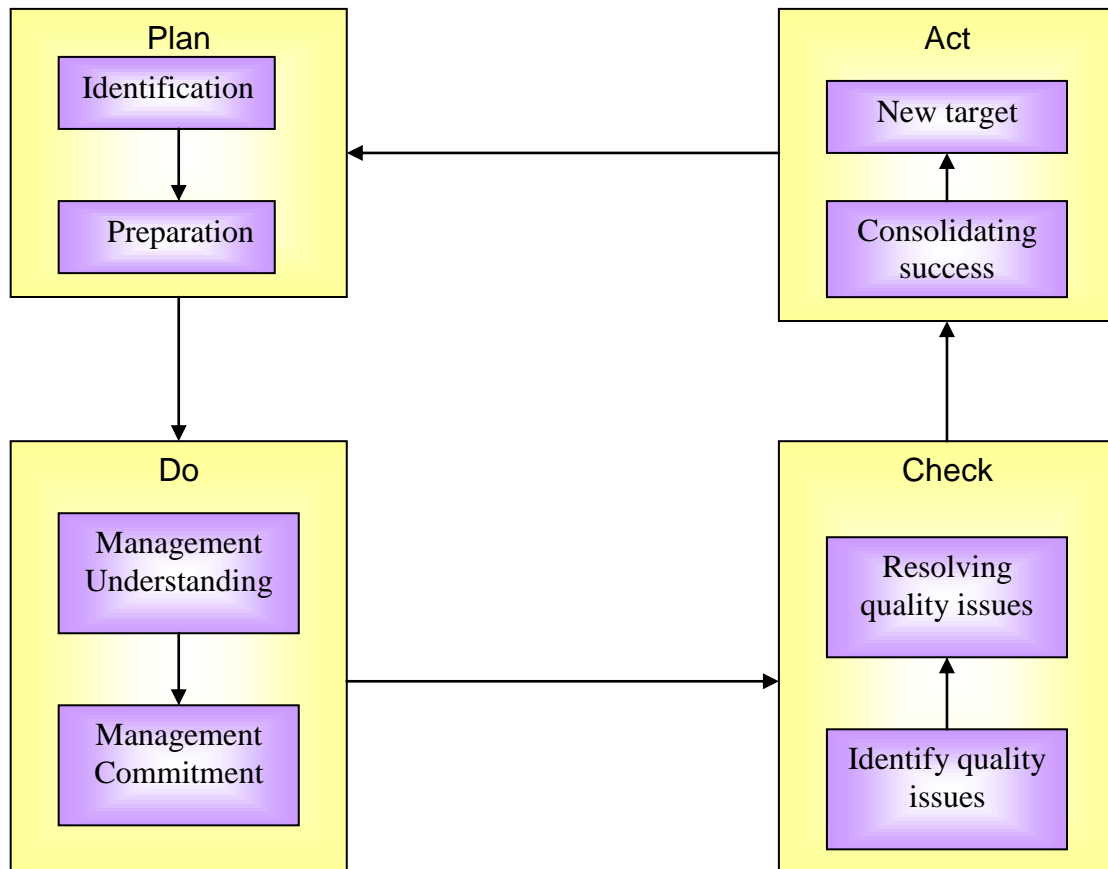 Plan
Identification
Preparation
Act
New target
Consolidating
success
Do
Management
Understanding
Management
Commitment
Check
Resolving
quality issues
Identify quality
issues